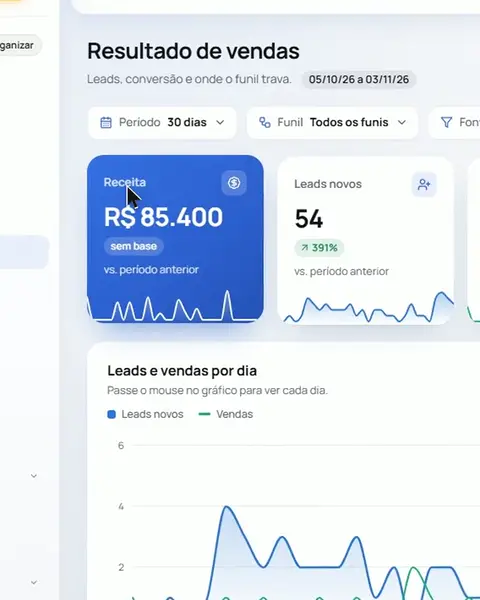 ganizar
Resultado de vendas
Leads, conversão e onde o funil trava. 05/10/26 a 03/11/26
Período 30 dias Funil Todos os funis Fon
Receita
R$ 85.400
sem base
vs. período anterior
Leads novos
54
391%
vs. período anterior
Leads e vendas por dia
Passe o mouse no gráfico para ver cada dia.
Leads novos Vendas
6
4
2